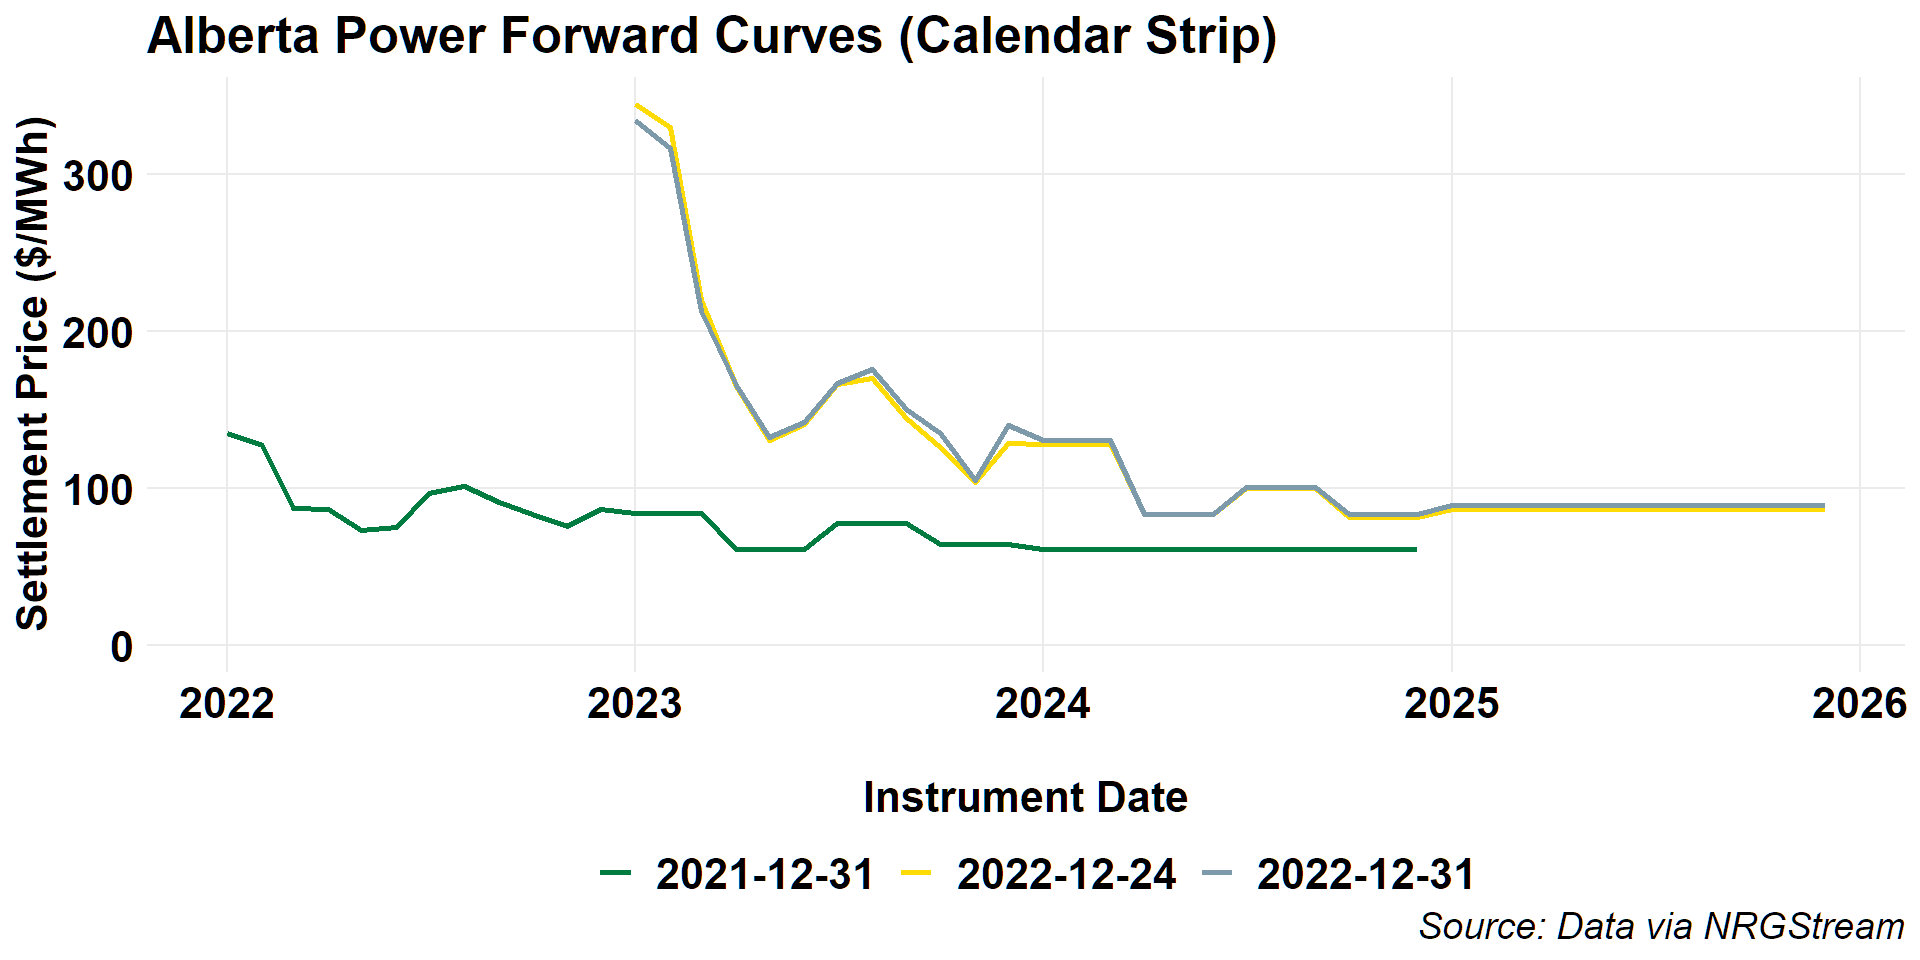 Alberta Power Forward Curves (Calendar Strip)
Settlement Price ($/MWh)
300
200
100
0
2022 2023 2024 2025 2026
Instrument Date
2021-12-31 2022-12-24 2022-12-31
Source: Data via NRGStream